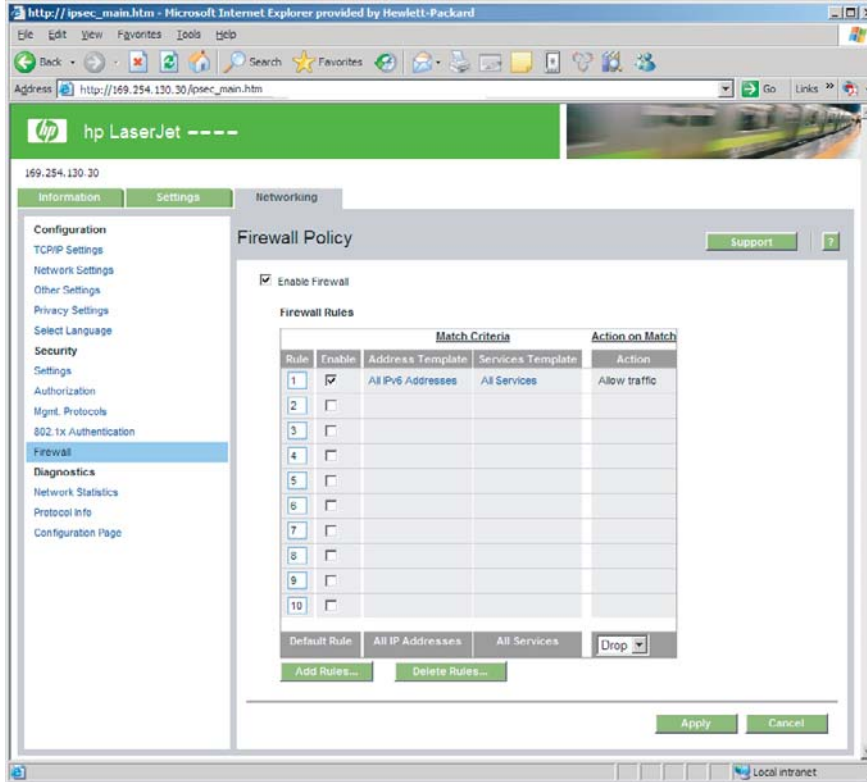 http://ipsec_main.htm - Microsoft Internet Explorer provided by Hewlett-Packard
File Edit View Favorites Tools Help
Back Search Favorites
Address http://169.254.130.30/ipsec_main.htm Go Links »
hp hp LaserJet ----
169.254.130.30
Information Settings Networking
Configuration
TCP/IP Settings
Network Settings
Other Settings
Privacy Settings
Select Language
Security
Settings
Authorization
Mgmt. Protocols
802.1x Authentication
Firewall
Diagnostics
Network Statistics
Protocol Info
Configuration Page
Firewall Policy
Support ?
Enable Firewall
Firewall Rules
Match Criteria Action on Match
Rule Enable Address Template Services Template Action
1 All IPv6 Addresses All Services Allow traffic
2
3
4
5
6
7
8
9
10
Default Rule All IP Addresses All Services Drop
Add Rules... Delete Rules...
Apply Cancel
Local intranet